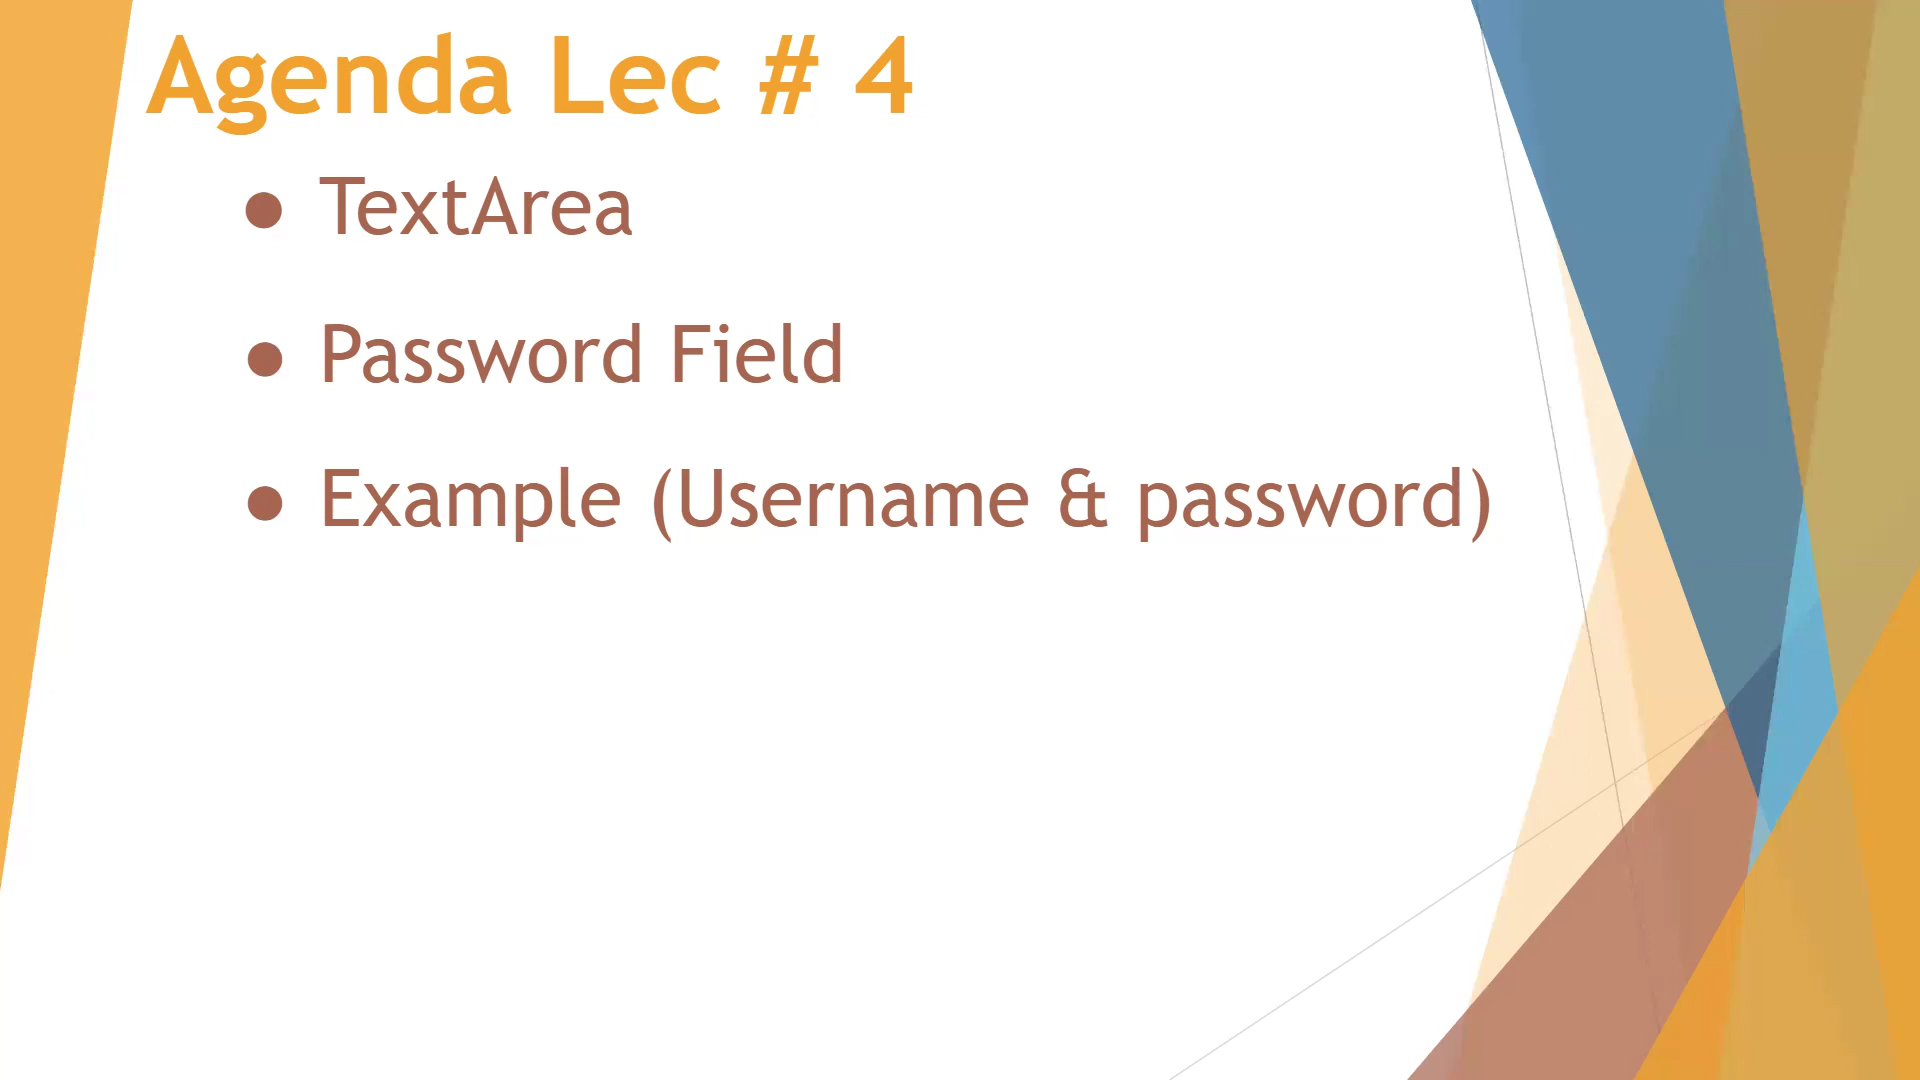 Agenda Lec # 4
● TextArea
● Password Field
● Example (Username & password)